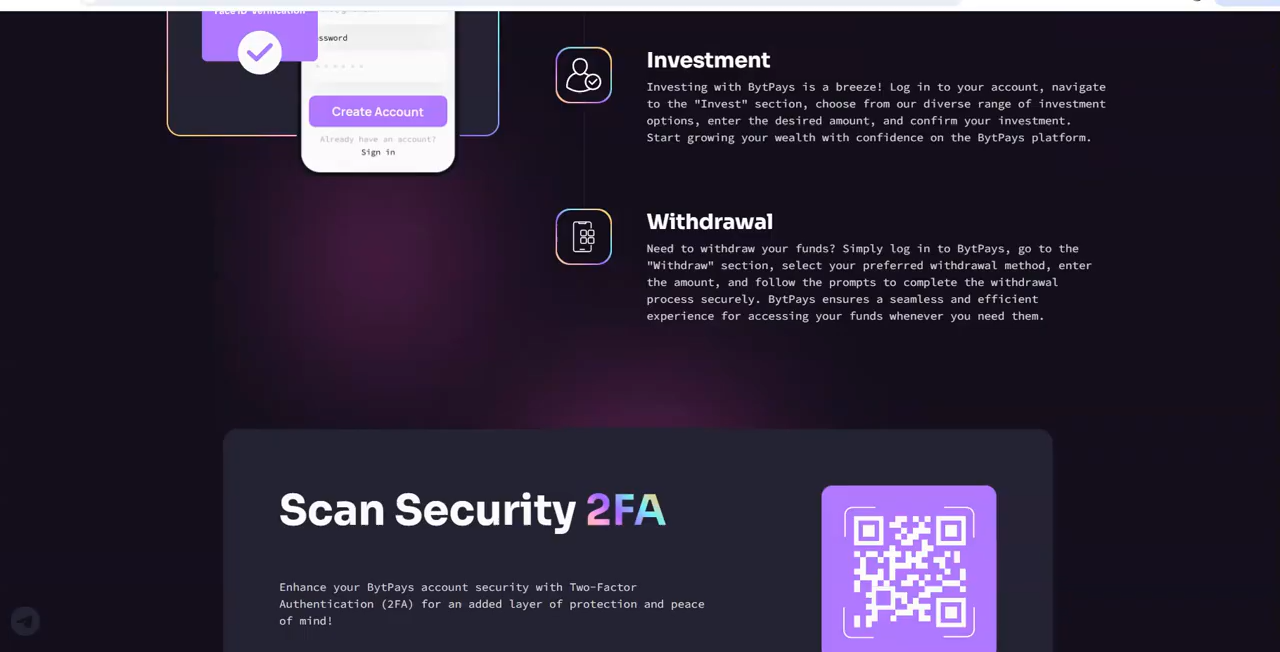 Face ID Verification
assword
Create Account
Already have an account?
Sign in
Investment
Investing with BytPays is a breeze! Log in to your account, navigate
to the "Invest" section, choose from our diverse range of investment
options, enter the desired amount, and confirm your investment.
Start growing your wealth with confidence on the BytPays platform.
Withdrawal
Need to withdraw your funds? Simply log in to BytPays, go to the
"Withdraw" section, select your preferred withdrawal method, enter
the amount, and follow the prompts to complete the withdrawal
process securely. BytPays ensures a seamless and efficient
experience for accessing your funds whenever you need them.
Scan Security 2FA
Enhance your BytPays account security with Two-Factor
Authentication (2FA) for an added layer of protection and peace
of mind!